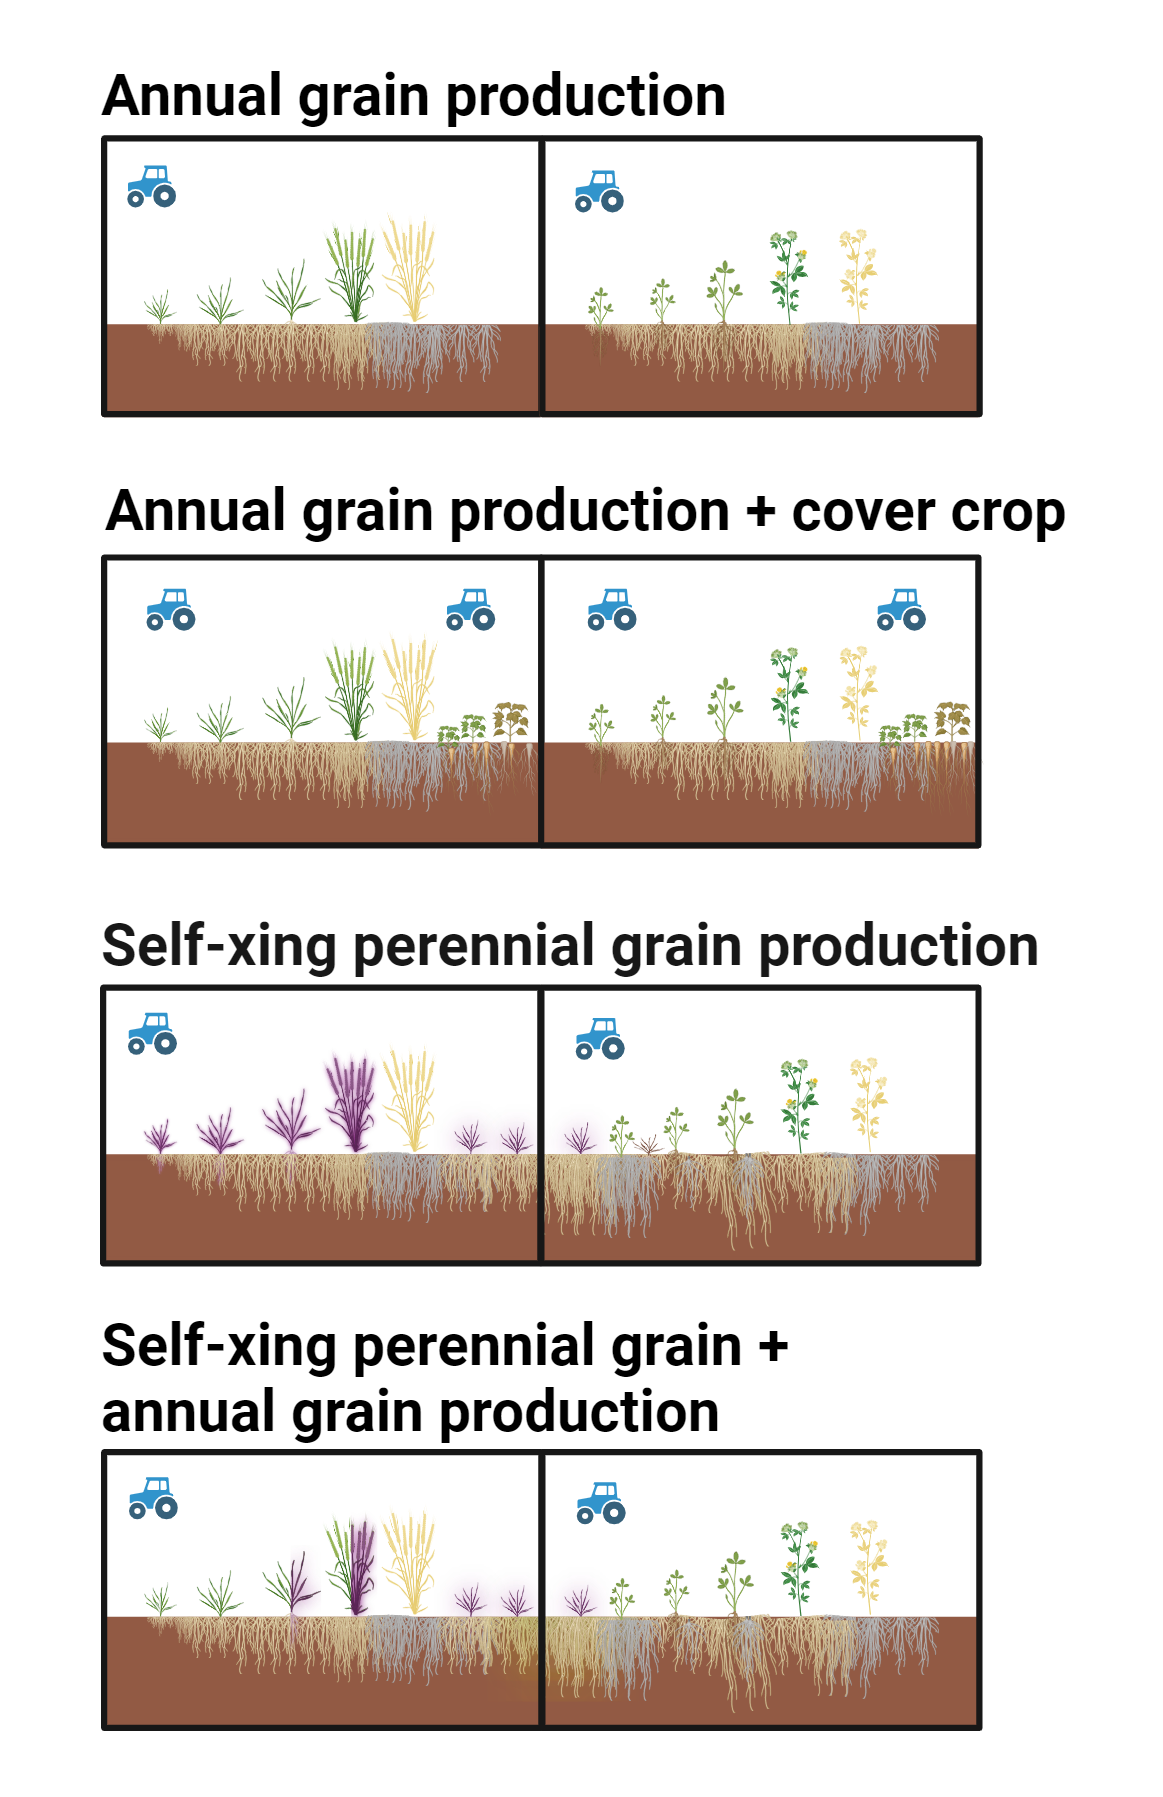 Annual grain production
Annual grain production + cover crop
Self-xing perennial grain production
Self-xing perennial grain +
annual grain production